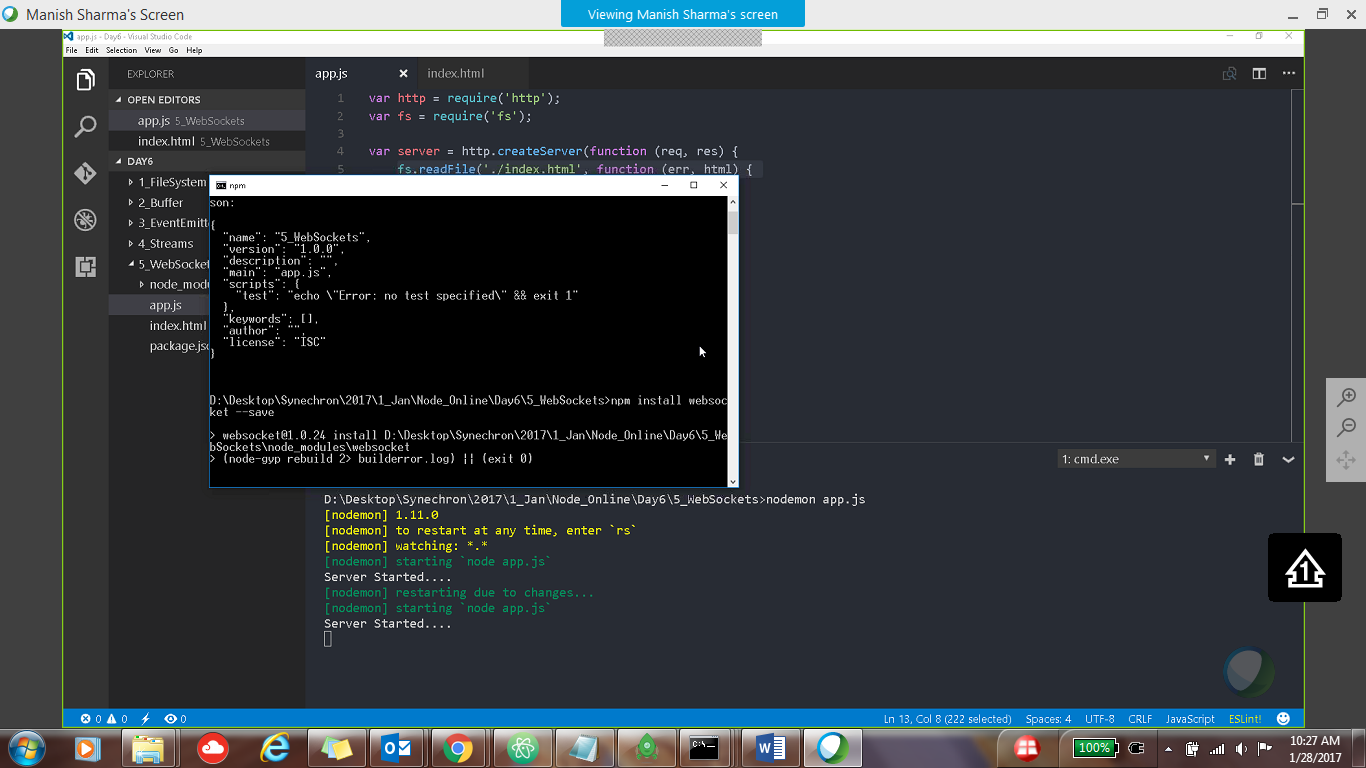 Manish Sharma's Screen
Viewing Manish Sharma's screen
app.js - Day6 - Visual Studio Code
File Edit Selection View Go Help
EXPLORER
OPEN EDITORS
app.js 5_WebSockets
index.html 5_WebSockets
DAY6
1_FileSystem
2_Buffer
3_EventEmitt
4_Streams
5_WebSocket
node_mod
app.js
index.html
package.jso
app.js index.html
1 var http = require('http');
2 var fs = require('fs');
3
4 var server = http.createServer(function (req, res) {
5 fs.readFile('./index.html', function (err, html) {
npm
son:
{
"name": "5_WebSockets",
"version": "1.0.0",
"description": "",
"main": "app.js",
"scripts": {
"test": "echo \"Error: no test specified\" && exit 1"
},
"keywords": [],
"author": "",
"license": "ISC"
}
D:\Desktop\Synechron\2017\1_Jan\Node_Online\Day6\5_WebSockets>npm install websoc
ket --save
> websocket@1.0.24 install D:\Desktop\Synechron\2017\1_Jan\Node_Online\Day6\5_We
bSockets\node_modules\websocket
> (node-gyp rebuild 2> builderror.log) || (exit 0)
1: cmd.exe
D:\Desktop\Synechron\2017\1_Jan\Node_Online\Day6\5_WebSockets>nodemon app.js
[nodemon] 1.11.0
[nodemon] to restart at any time, enter `rs`
[nodemon] watching: *.*
[nodemon] starting `node app.js`
Server Started....
[nodemon] restarting due to changes...
[nodemon] starting `node app.js`
Server Started....
1
0 0 0
Ln 13, Col 8 (222 selected) Spaces: 4 UTF-8 CRLF JavaScript ESLint!
C:\_
100%
10:27 AM
1/28/2017